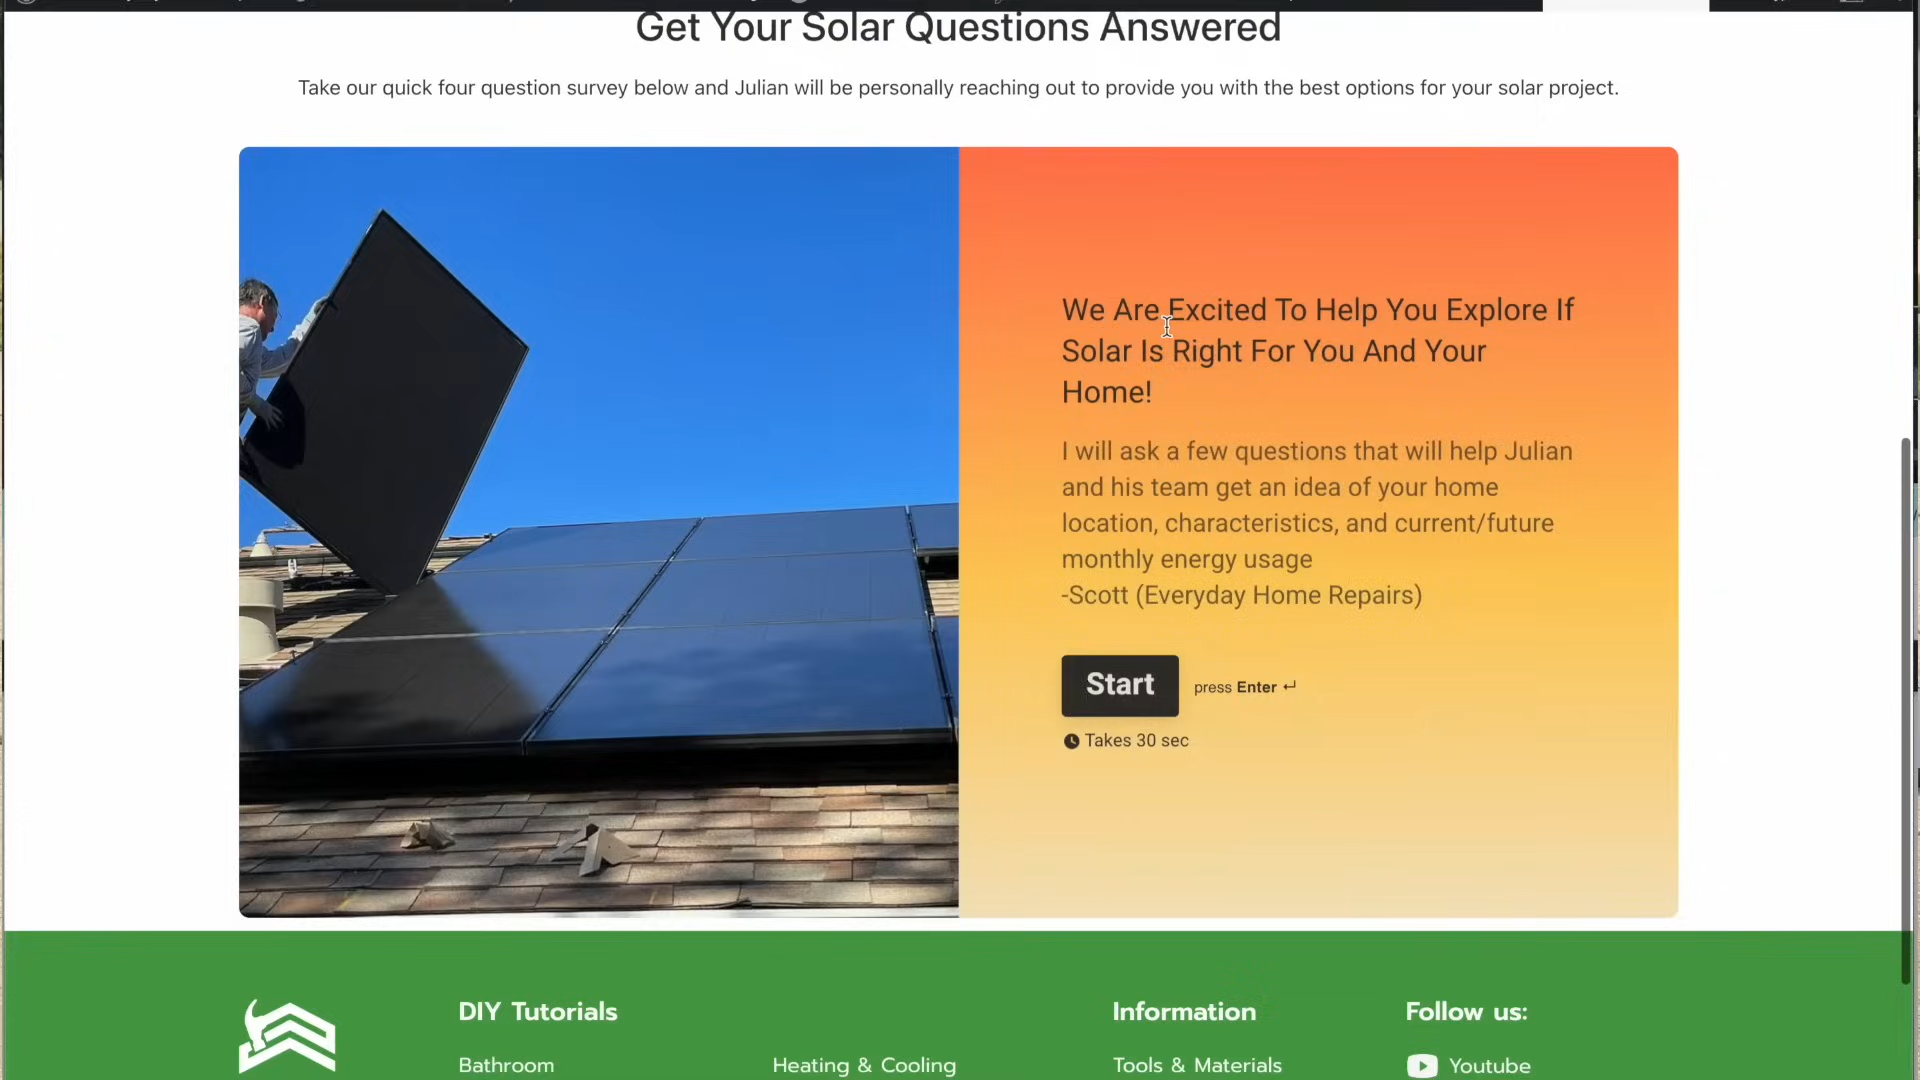 Get Your Solar Questions Answered
Take our quick four question survey below and Julian will be personally reaching out to provide you with the best options for your solar project.
We Are Excited To Help You Explore If
Solar Is Right For You And Your
Home!
I will ask a few questions that will help Julian
and his team get an idea of your home
location, characteristics, and current/future
monthly energy usage
-Scott (Everyday Home Repairs)
Start press Enter ↵
Takes 30 sec
DIY Tutorials Information Follow us:
Bathroom Heating & Cooling Tools & Materials Youtube